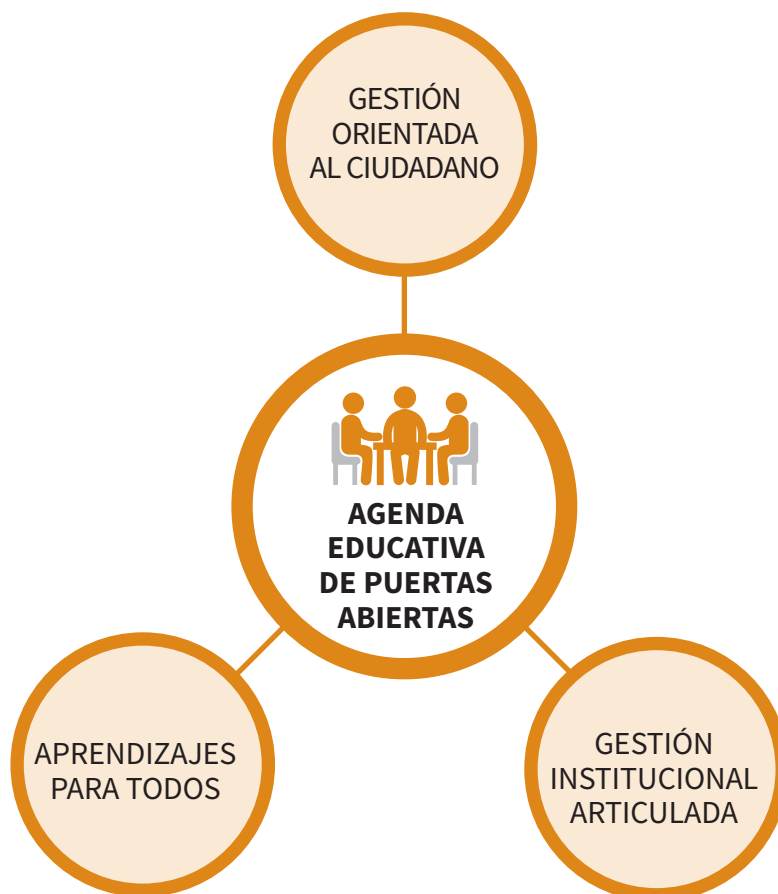 GESTIÓN
ORIENTADA
AL CIUDADANO
AGENDA
EDUCATIVA
DE PUERTAS
ABIERTAS
APRENDIZAJES
PARA TODOS
GESTIÓN
INSTITUCIONAL
ARTICULADA